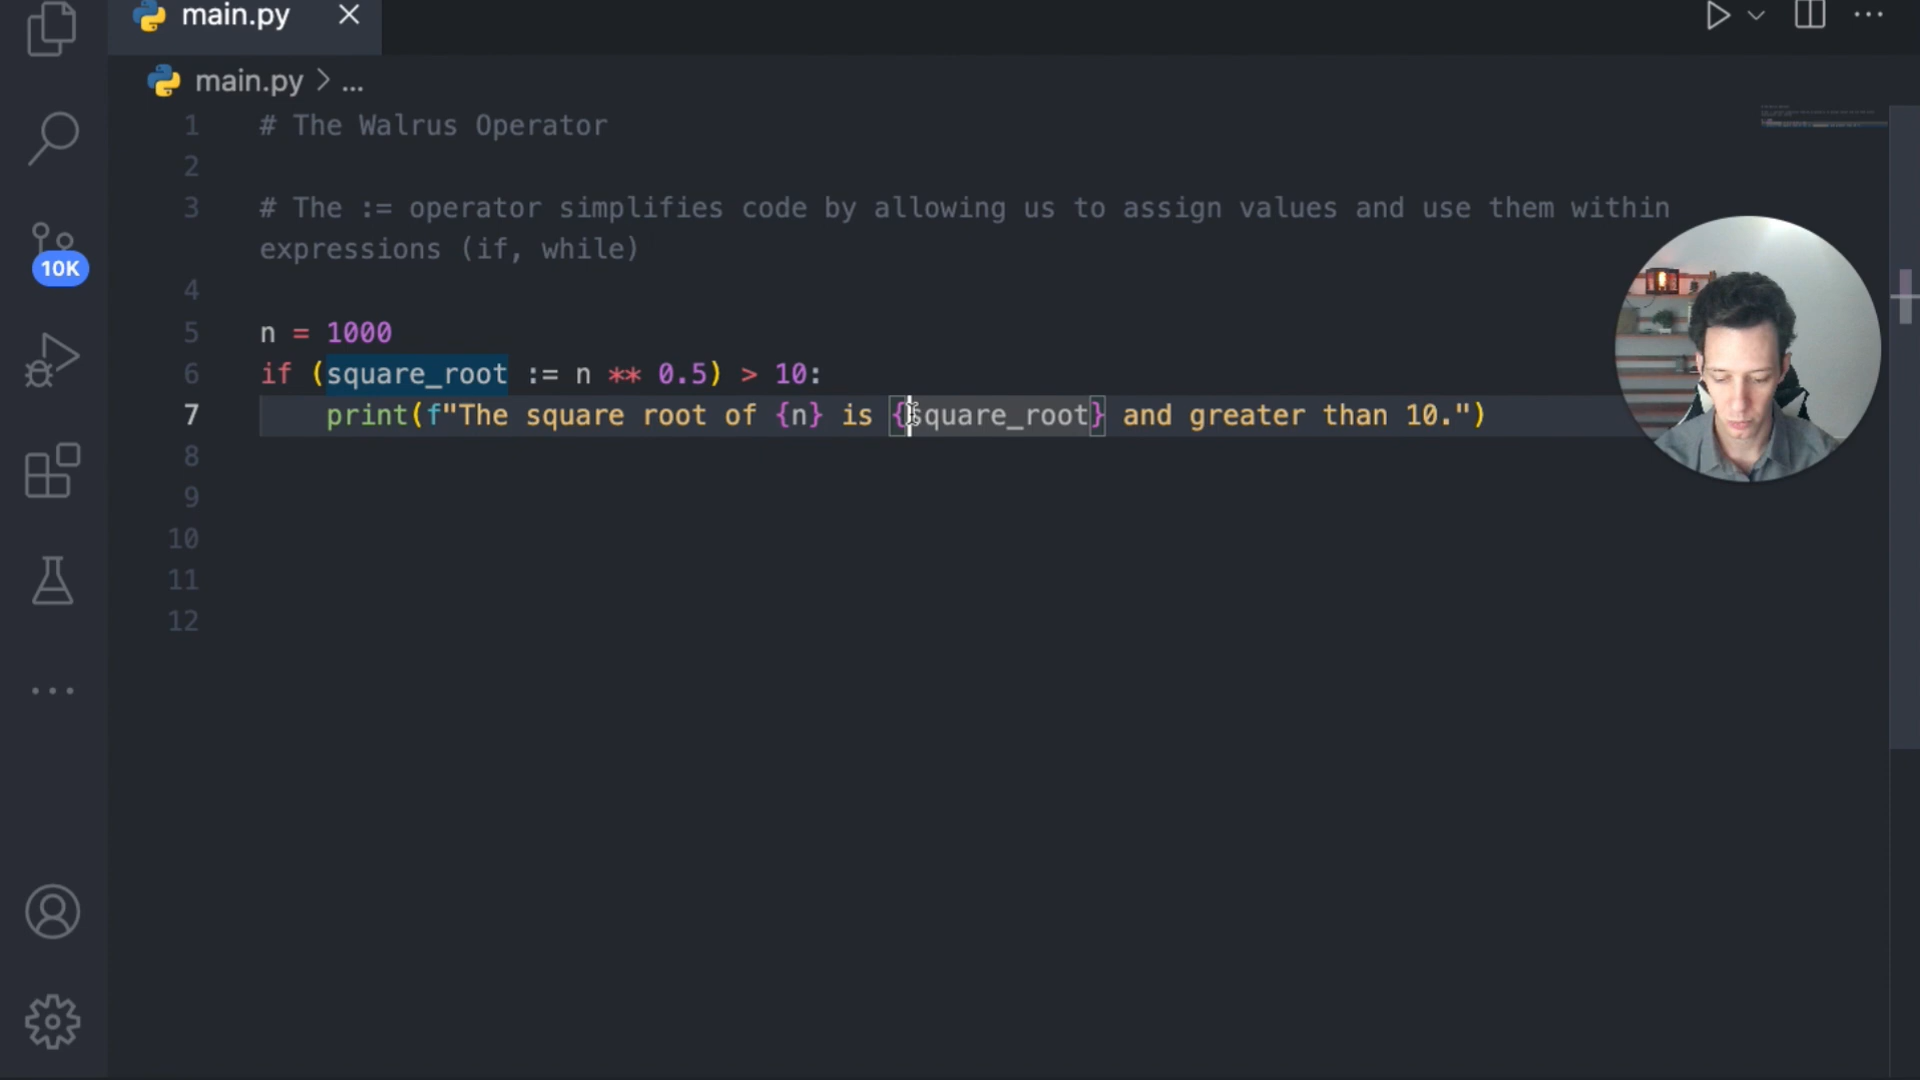 main.py
main.py > ...
1 # The Walrus Operator
2
3 # The := operator simplifies code by allowing us to assign values and use them within
expressions (if, while)
4
5 n = 1000
6 if (square_root := n ** 0.5) > 10:
7 print(f"The square root of {n} is {square_root} and greater than 10.")
8
9
10
11
12
10K